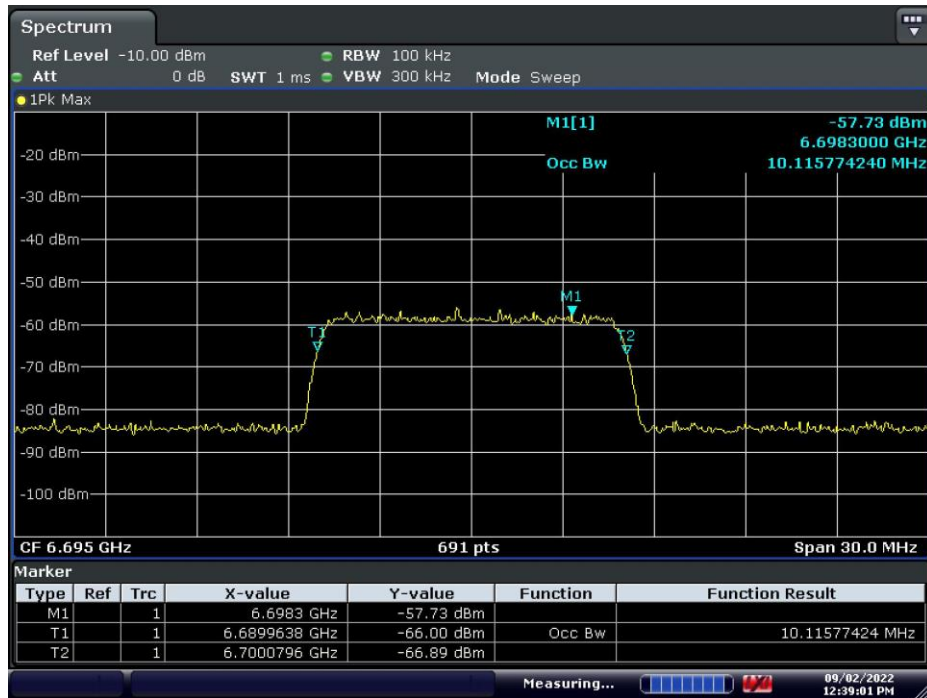 Spectrum
Ref Level -10.00 dBm RBW 100 kHz
Att 0 dB SWT 1 ms VBW 300 kHz Mode Sweep
1Pk Max
M1[1] -57.73 dBm
6.6983000 GHz
Occ Bw 10.115774240 MHz
-20 dBm
-30 dBm
-40 dBm
-50 dBm
M1
-60 dBm
T1 T2
-70 dBm
-80 dBm
-90 dBm
-100 dBm
CF 6.695 GHz 691 pts Span 30.0 MHz
Marker
Type Ref Trc X-value Y-value Function Function Result
M1 1 6.6983 GHz -57.73 dBm
T1 1 6.6899638 GHz -66.00 dBm Occ Bw 10.11577424 MHz
T2 1 6.7000796 GHz -66.89 dBm
Measuring... 09/02/2022
12:39:01 PM